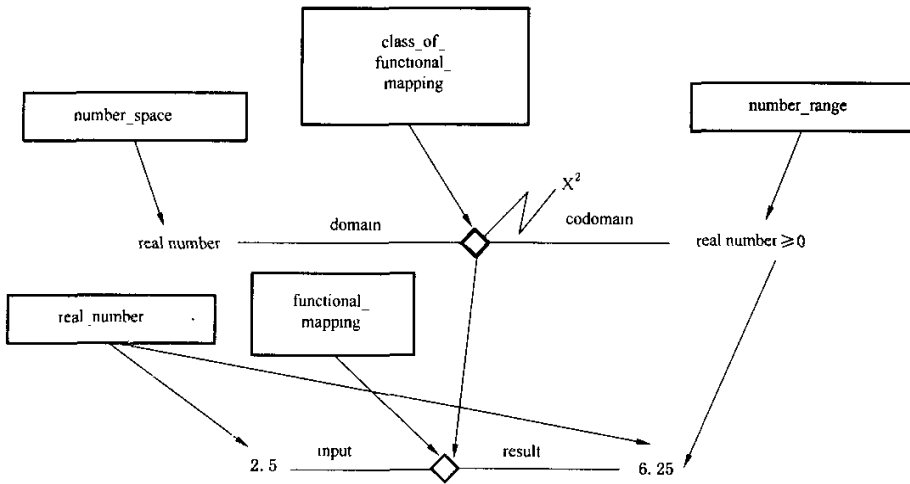 class_of_
functional_
mapping
number_space
number_range
X²
domain
codomain
real number
real number ≥0
functional_
mapping
real_number
input
result
2.5
6.25